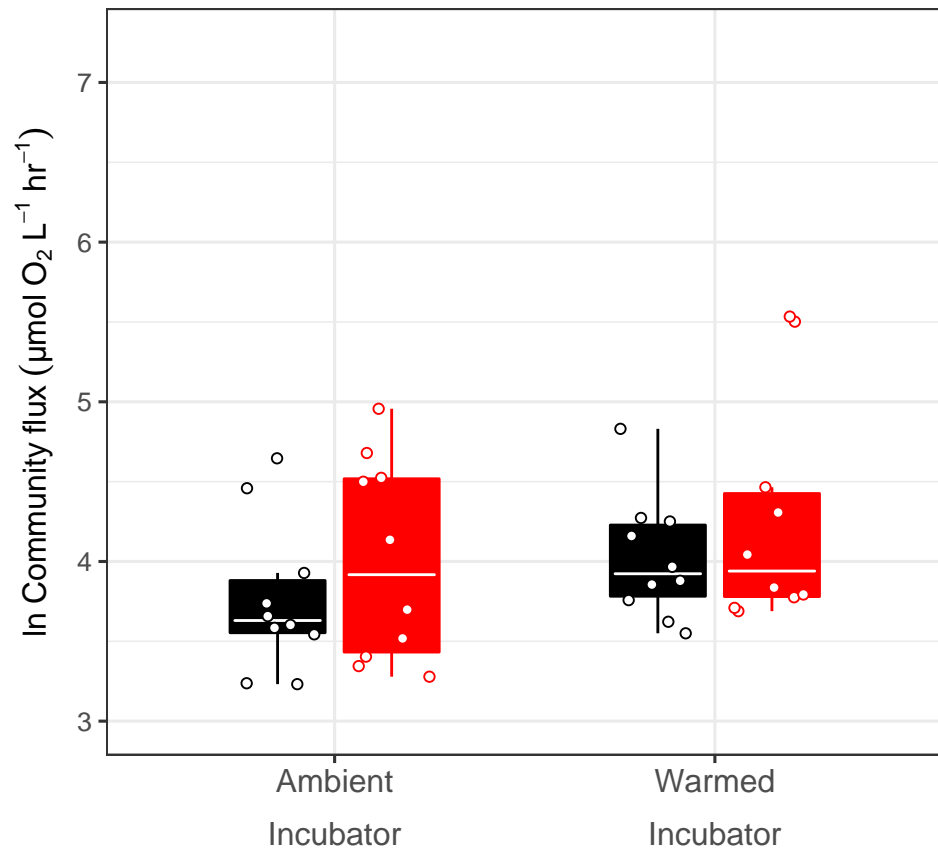 ln Community flux (μmol O₂ L⁻¹ hr⁻¹)
7
6
5
4
3
Ambient Warmed
Incubator Incubator